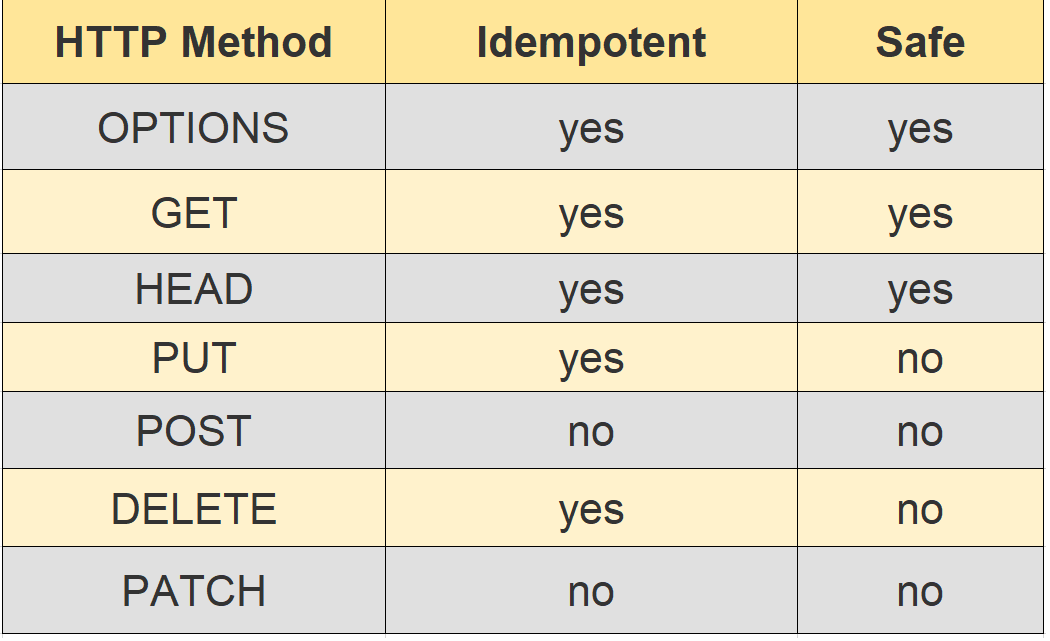 HTTP Method Idempotent Safe
OPTIONS yes yes
GET yes yes
HEAD yes yes
PUT yes no
POST no no
DELETE yes no
PATCH no no